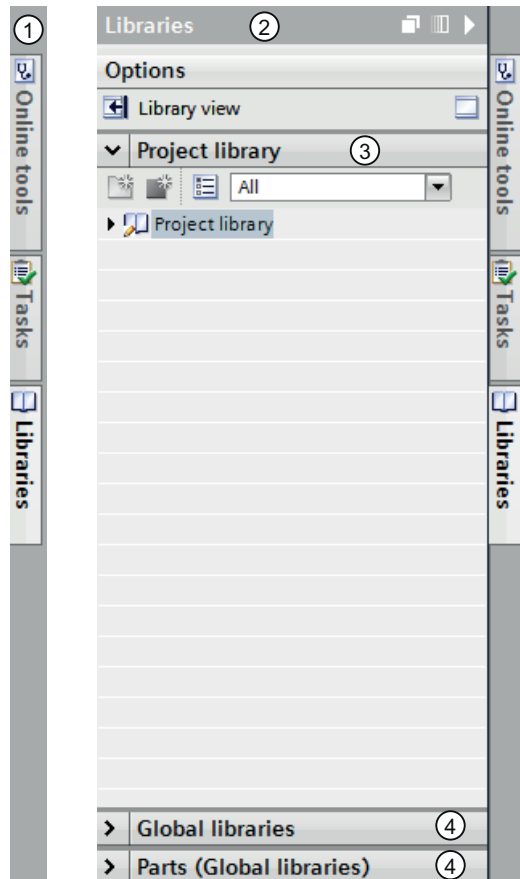 1
Online tools
Tasks
Libraries
Libraries 2
Options
Library view
Project library 3
All
Project library
Global libraries 4
Parts (Global libraries) 4
Online tools
Tasks
Libraries